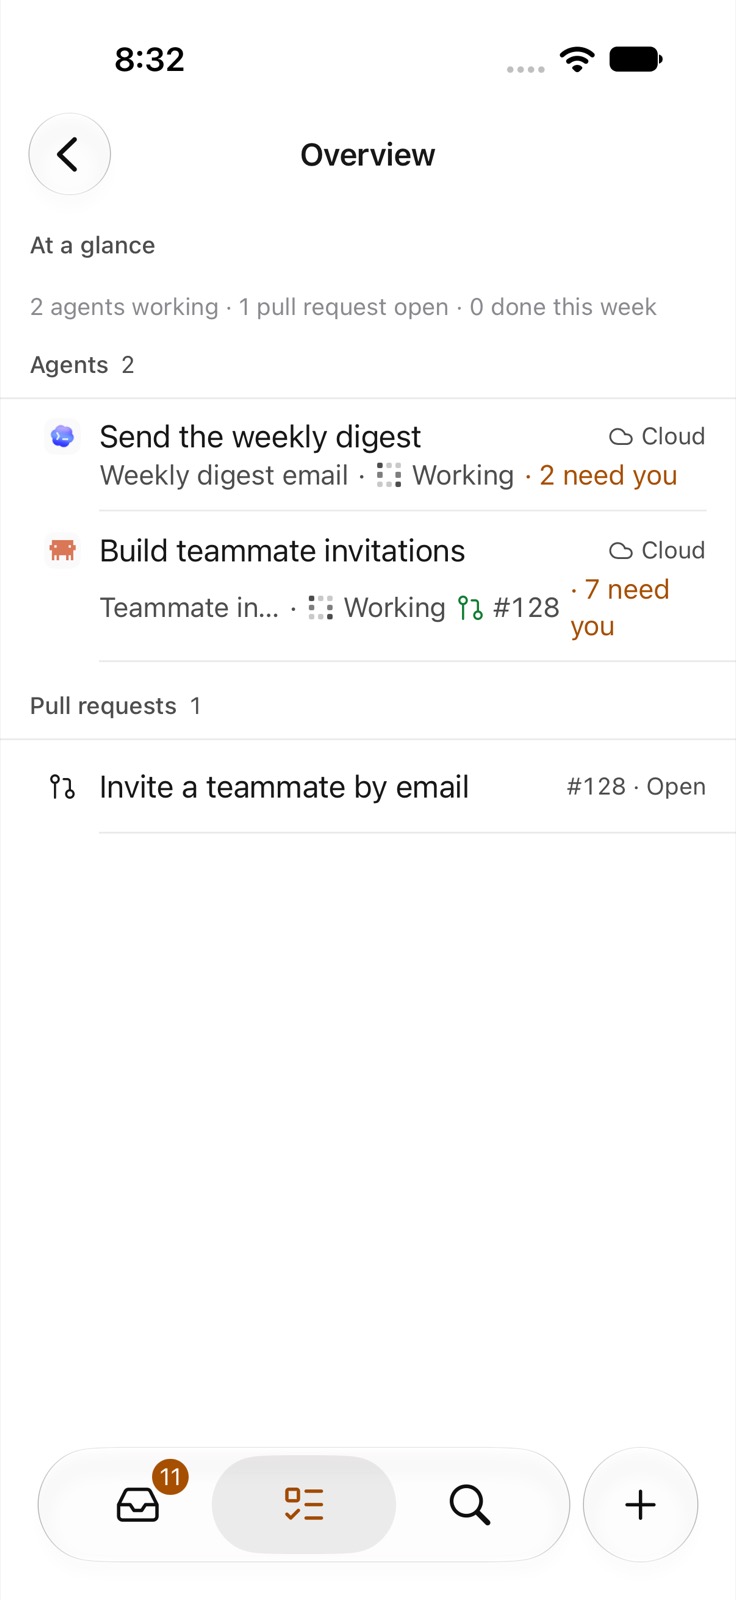 8:32
Overview
At a glance
2 agents working · 1 pull request open · 0 done this week
Agents 2
Send the weekly digest Cloud
Weekly digest email · Working · 2 need you
Build teammate invitations Cloud
Teammate in... · Working #128 · 7 need
you
Pull requests 1
Invite a teammate by email #128 · Open
11